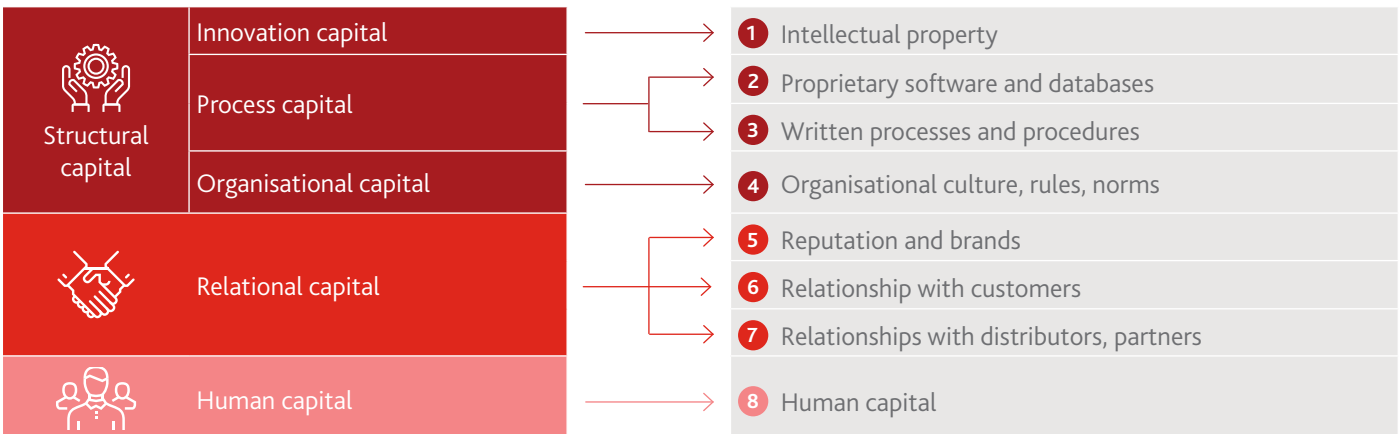 Structural
capital
Innovation capital
1 Intellectual property
Process capital
2 Proprietary software and databases
3 Written processes and procedures
Organisational capital
4 Organisational culture, rules, norms
Relational capital
5 Reputation and brands
6 Relationship with customers
7 Relationships with distributors, partners
Human capital
8 Human capital